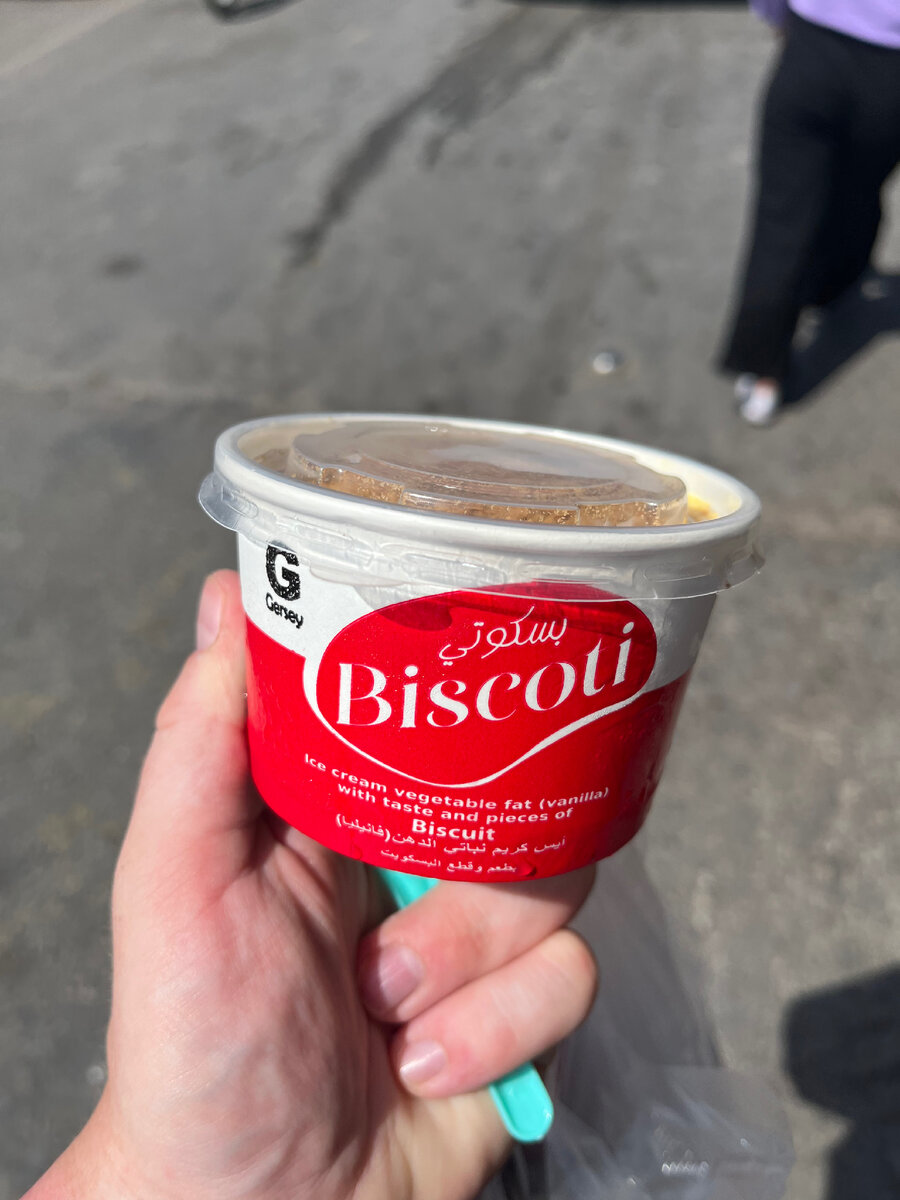 G
Gersey
بسكوتي
Biscoti
Ice cream vegetable fat (vanilla)
with taste and pieces of
Biscuit
ايس كريم نباتي الدهن (فانيليا)
بطعم وقطع البسكويت